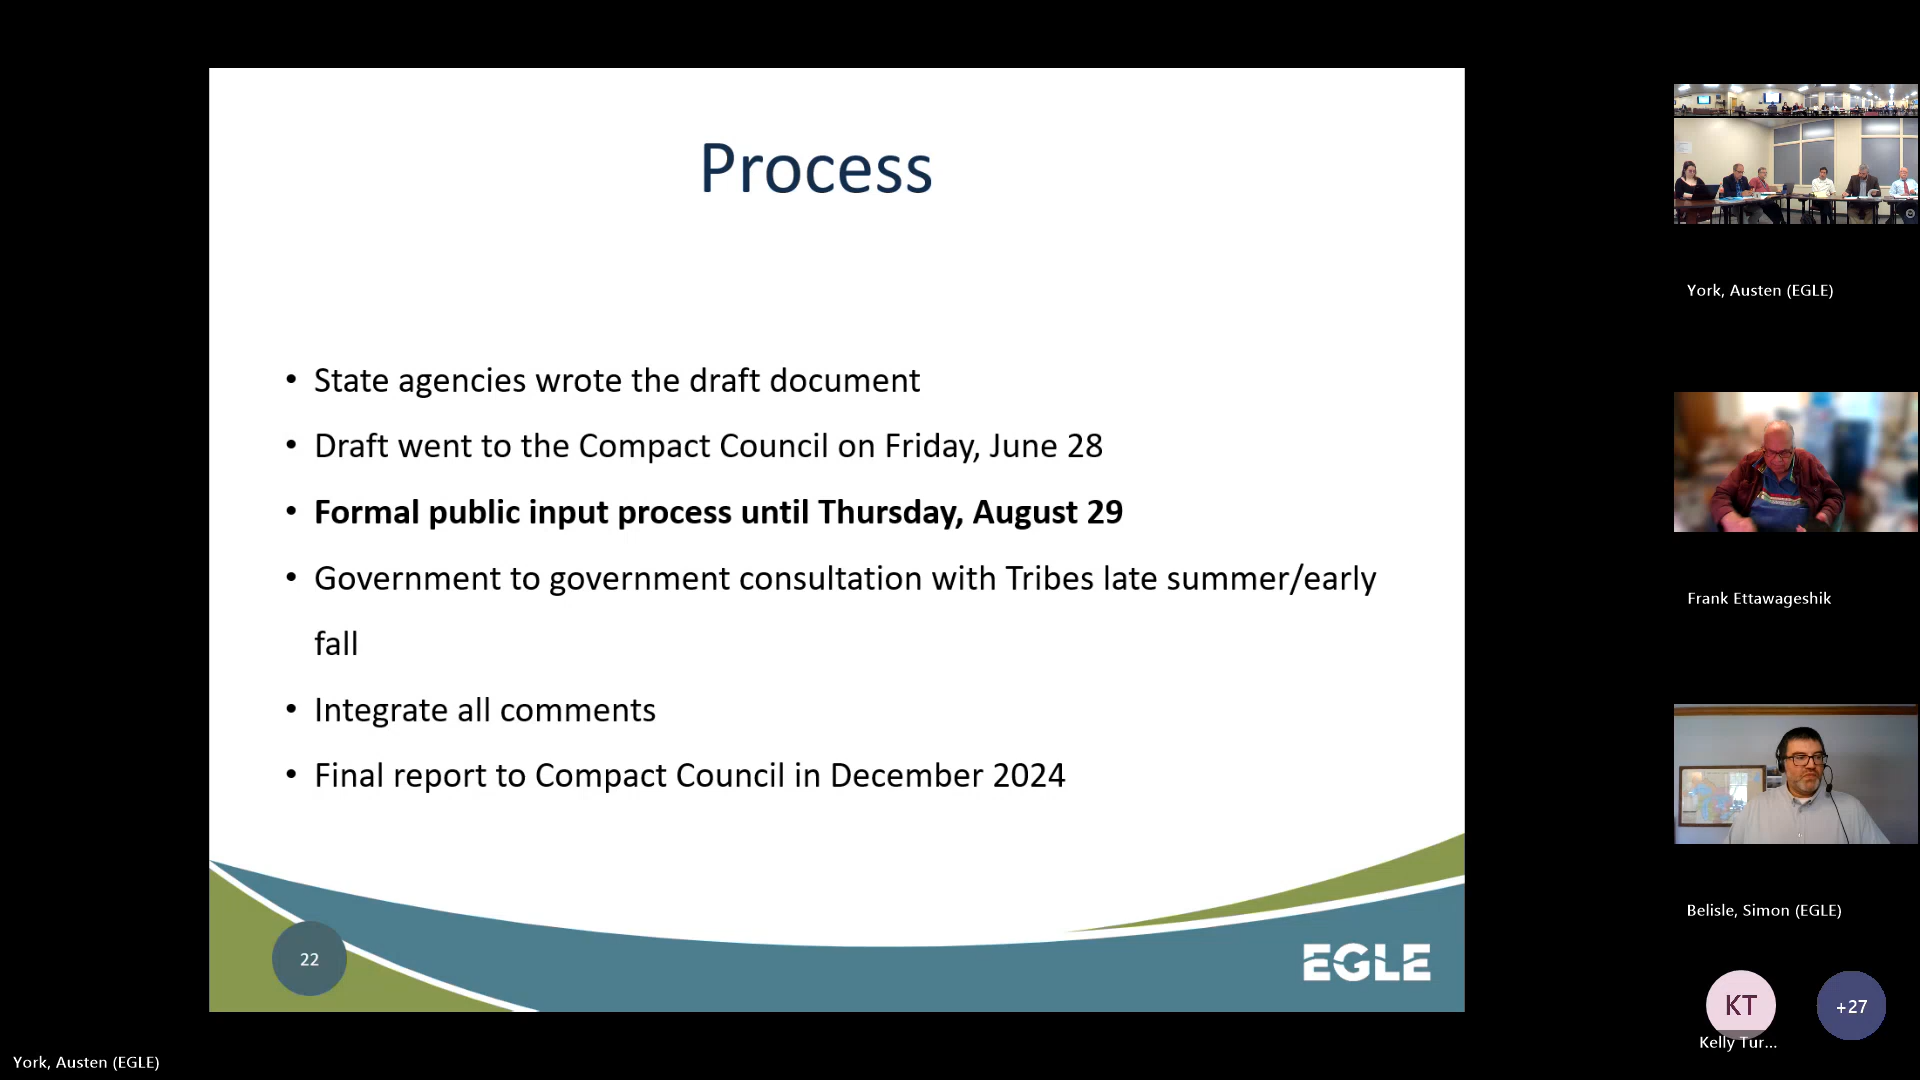 Process
• State agencies wrote the draft document
• Draft went to the Compact Council on Friday, June 28
• Formal public input process until Thursday, August 29
• Government to government consultation with Tribes late summer/early
fall
• Integrate all comments
• Final report to Compact Council in December 2024
22
EGLE
York, Austen (EGLE)
York, Austen (EGLE)
Frank Ettawageshik
Belisle, Simon (EGLE)
KT
+27
Kelly Tur...